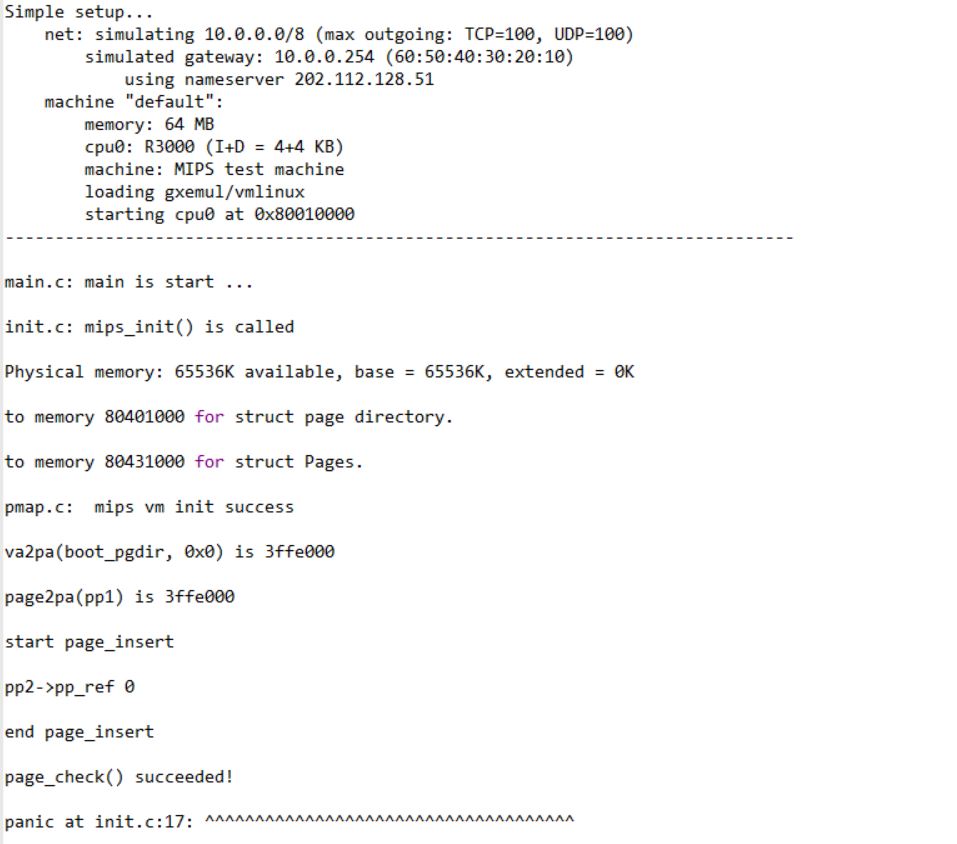 Simple setup...
net: simulating 10.0.0.0/8 (max outgoing: TCP=100, UDP=100)
simulated gateway: 10.0.0.254 (60:50:40:30:20:10)
using nameserver 202.112.128.51
machine "default":
memory: 64 MB
cpu0: R3000 (I+D = 4+4 KB)
machine: MIPS test machine
loading gxemul/vmlinux
starting cpu0 at 0x80010000
-------------------------------------------------------------------------------
main.c: main is start ...
init.c: mips_init() is called
Physical memory: 65536K available, base = 65536K, extended = 0K
to memory 80401000 for struct page directory.
to memory 80431000 for struct Pages.
pmap.c:  mips vm init success
va2pa(boot_pgdir, 0x0) is 3ffe000
page2pa(pp1) is 3ffe000
start page_insert
pp2->pp_ref 0
end page_insert
page_check() succeeded!
panic at init.c:17: ^^^^^^^^^^^^^^^^^^^^^^^^^^^^^^^^^^^^^